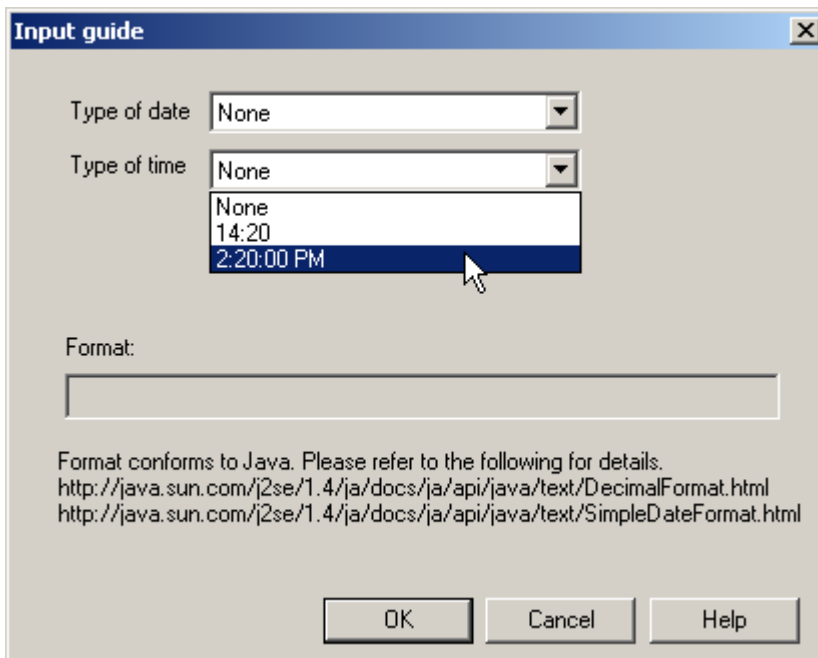 Input guide
Type of date None
Type of time None
None
14:20
2:20:00 PM
Format:
Format conforms to Java. Please refer to the following for details.
http://java.sun.com/j2se/1.4/ja/docs/ja/api/java/text/DecimalFormat.html
http://java.sun.com/j2se/1.4/ja/docs/ja/api/java/text/SimpleDateFormat.html
OK Cancel Help